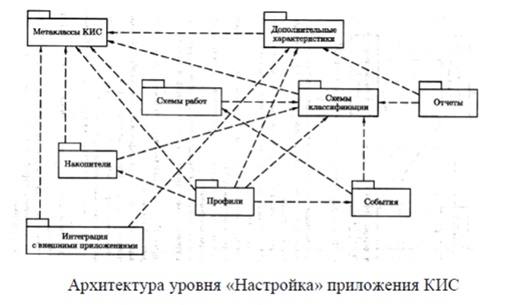 Метаклассы КИС
Дополнительные
характеристики
Схемы работ
Схемы
классификации
Отчеты
Накопители
Профили
События
Интеграция
с внешними приложениями
Архитектура уровня «Настройка» приложения КИС